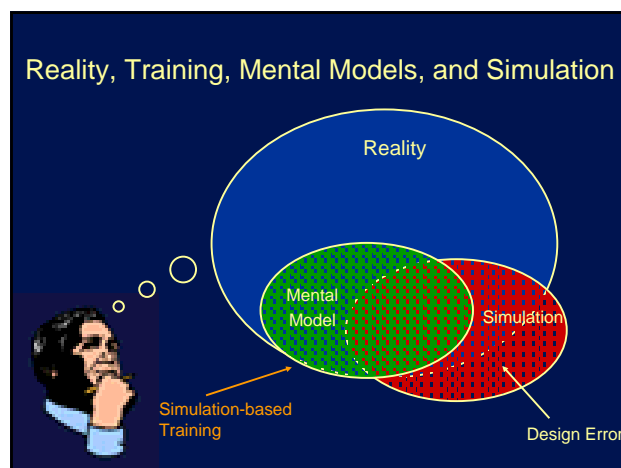 Reality, Training, Mental Models, and Simulation
Reality
Mental
Model
Simulation
Simulation-based
Training
Design Error